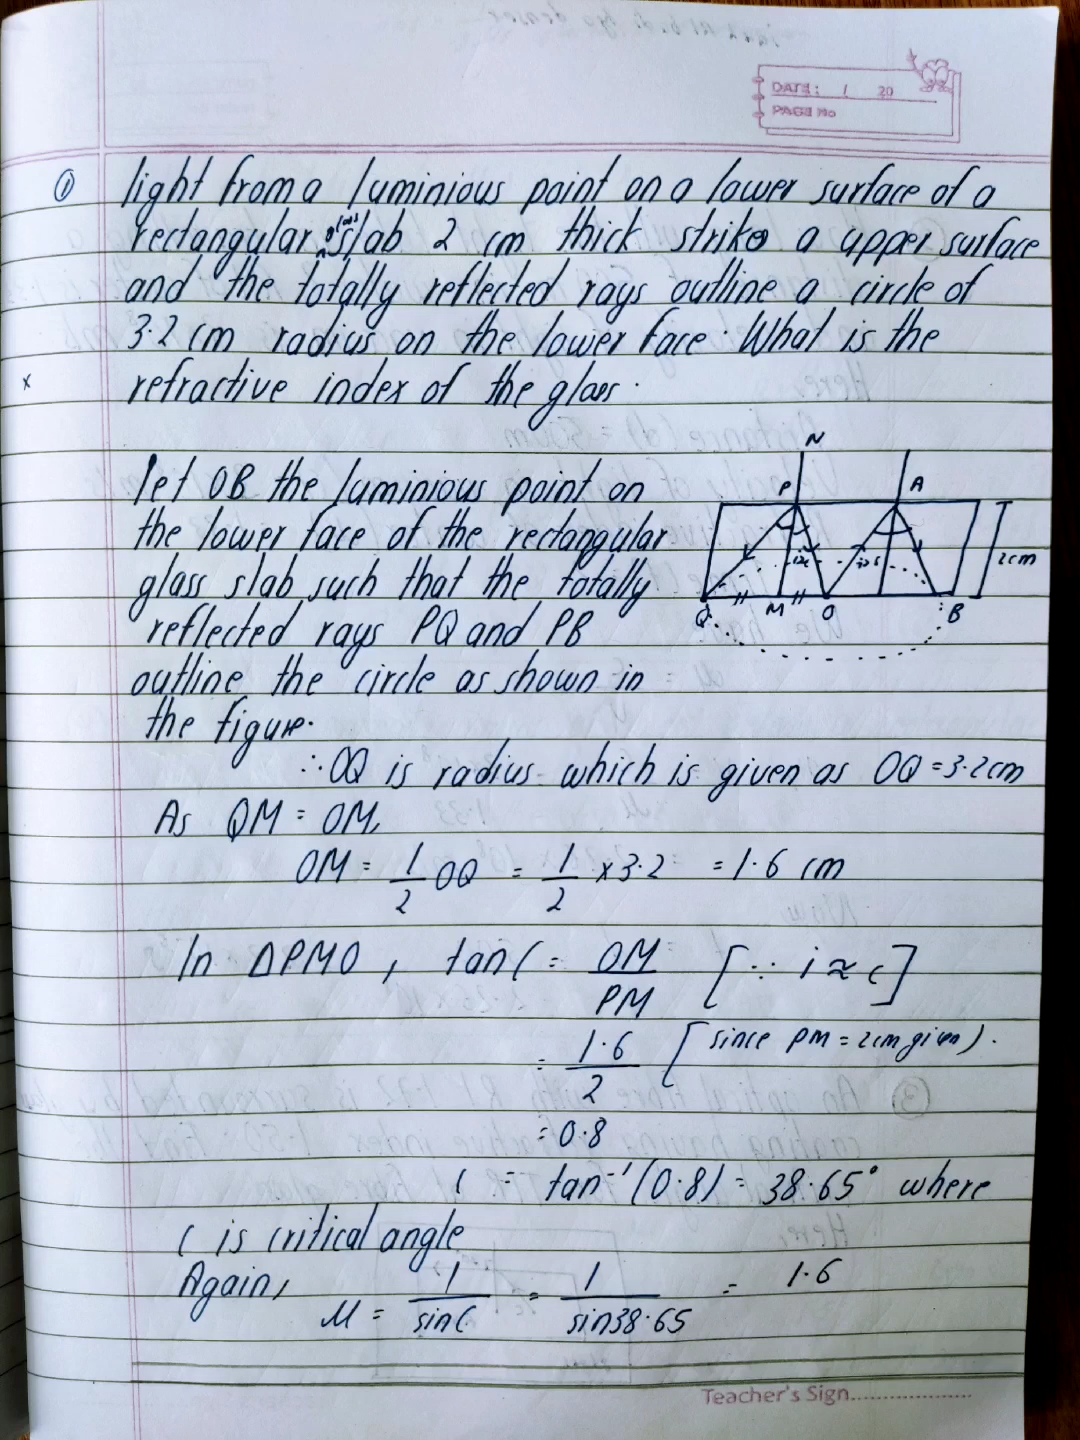 DATE: / 20
PAGE No
① light from a luminious point on a lower surface of a
rectangular glass slab 2 cm thick strike a upper surface
and the totally reflected rays outline a circle of
3.2 cm radius on the lower face. What is the
x refractive index of the glass.
let OB the luminious point on
the lower face of the rectangular
glass slab such that the totally
reflected rays PQ and PB
outline the circle as shown in
the figure.
N
P A
2cm
Q M O B
∴ OQ is radius which is given as OQ = 3.2 cm
As QM = OM,
OM = 1/2 OQ = 1/2 × 3.2 = 1.6 cm
In ΔPMO, tan C = OM/PM [∵ i ≈ c]
= 1.6/2 [since PM = 2cm given).
= 0.8
C = tan⁻¹(0.8) = 38.65° where
C is critical angle
Again,
μ = 1/sin C = 1/sin38.65 = 1.6
Teacher's Sign....................